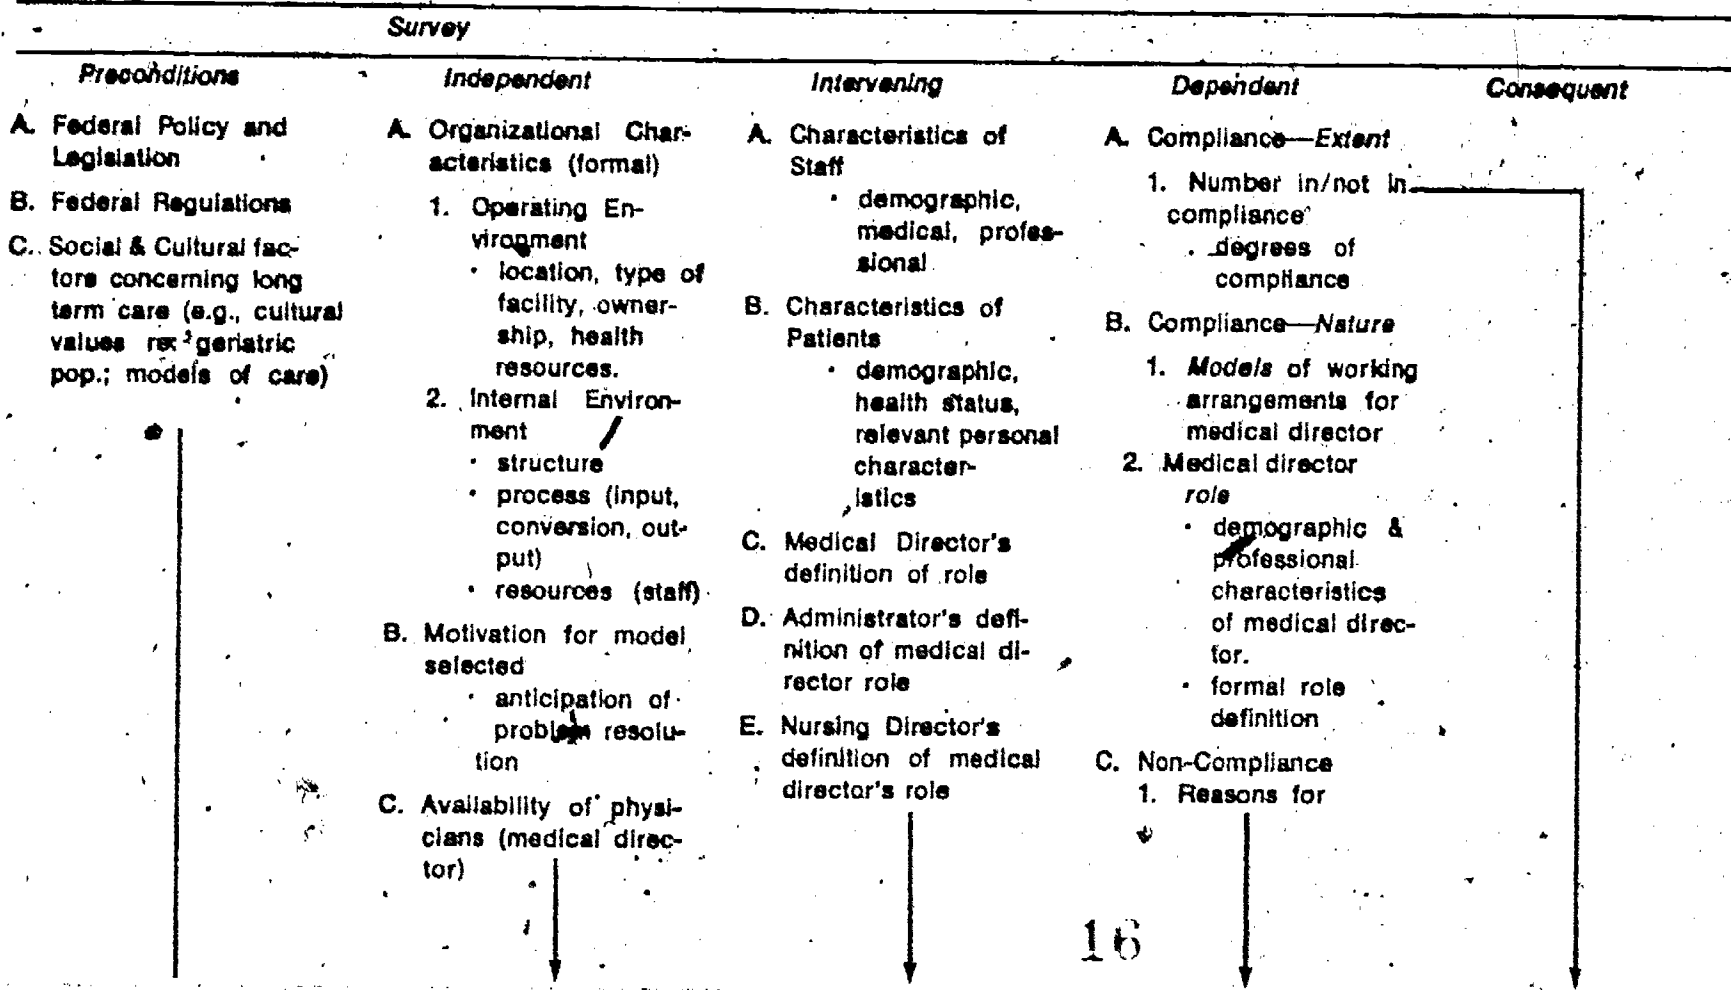 Survey
Preconditions
A. Federal Policy and
Legislation
B. Federal Regulations
C. Social & Cultural fac-
tors concerning long
term care (e.g., cultural
values re: geriatric
pop.; models of care)
Independent
A. Organizational Char-
acteristics (formal)
1. Operating En-
vironment
· location, type of
facility, owner-
ship, health
resources.
2. Internal Environ-
ment
· structure
· process (input,
conversion, out-
put)
· resources (staff)
B. Motivation for model
selected
· anticipation of
problem resolu-
tion
C. Availability of physi-
cians (medical direc-
tor)
Intervening
A. Characteristics of
Staff
· demographic,
medical, profes-
sional
B. Characteristics of
Patients
· demographic,
health status,
relevant personal
character-
istics
C. Medical Director's
definition of role
D. Administrator's defi-
nition of medical di-
rector role
E. Nursing Director's
definition of medical
director's role
Dependent
A. Compliance—Extent
1. Number in/not in
compliance
· degrees of
compliance
B. Compliance—Nature
1. Models of working
arrangements for
medical director
2. Medical director
role
· demographic &
professional
characteristics
of medical direc-
tor.
· formal role
definition
C. Non-Compliance
1. Reasons for
Consequent
16